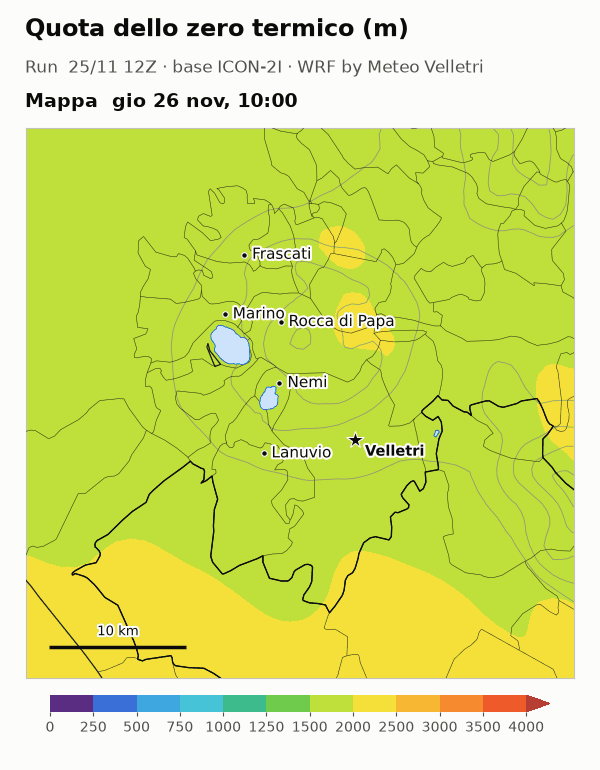 Quota dello zero termico (m)
Run  25/11 12Z · base ICON-2I · WRF by Meteo Velletri
Mappa  gio 26 nov, 10:00
Frascati
Marino
Rocca di Papa
Nemi
Velletri
Lanuvio
10 km
0 250 500 750 1000 1250 1500 2000 2500 3000 3500 4000